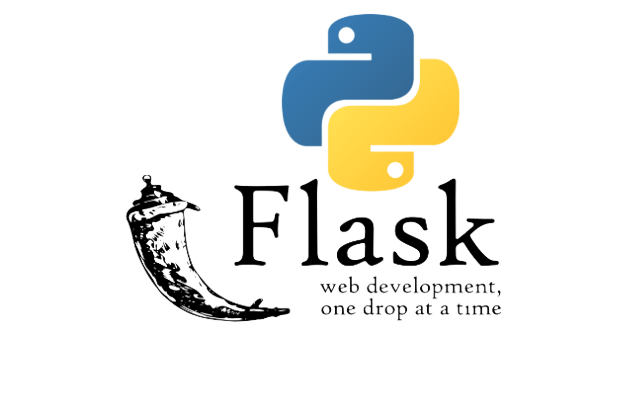 Flask
web development,
one drop at a time